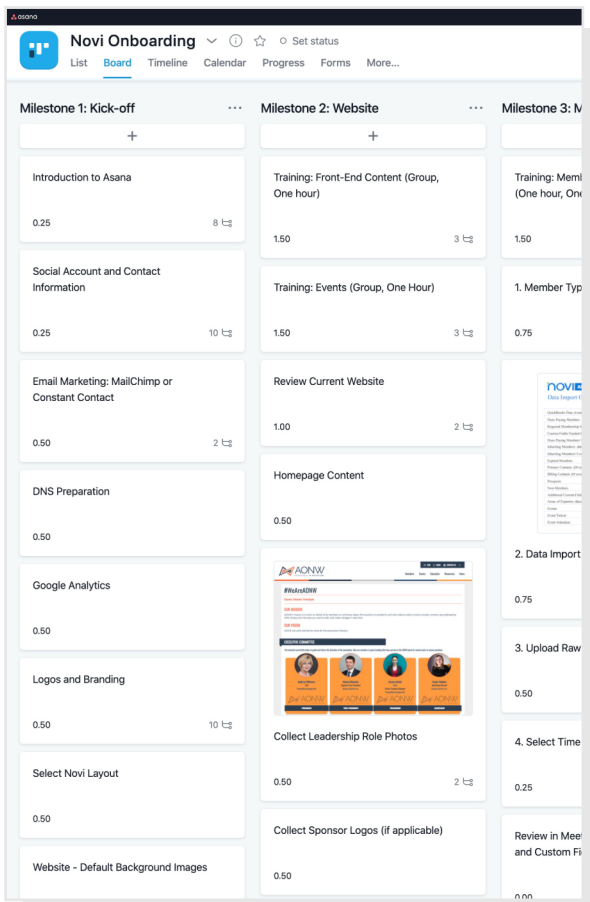 asana
Novi Onboarding
Set status
List Board Timeline Calendar Progress Forms More...
Milestone 1: Kick-off
Introduction to Asana
0.25 8
Social Account and Contact
Information
0.25 10
Email Marketing: MailChimp or
Constant Contact
0.50 2
DNS Preparation
0.50
Google Analytics
0.50
Logos and Branding
0.50 10
Select Novi Layout
0.50
Website - Default Background Images
Milestone 2: Website
Training: Front-End Content (Group,
One hour)
1.50 3
Training: Events (Group, One Hour)
1.50 3
Review Current Website
1.00 2
Homepage Content
0.50
AONW
#WeAreAONW
OUR MISSION
OUR VISION
EXECUTIVE COMMITTEE
Collect Leadership Role Photos
0.50 2
Collect Sponsor Logos (if applicable)
0.50
Milestone 3: M
Training: Meml
(One hour, One
1.50
1. Member Typ
0.75
NOVI
Data Import
2. Data Import
0.75
3. Upload Raw
0.50
4. Select Time
0.25
Review in Meet
and Custom Fi
0.00